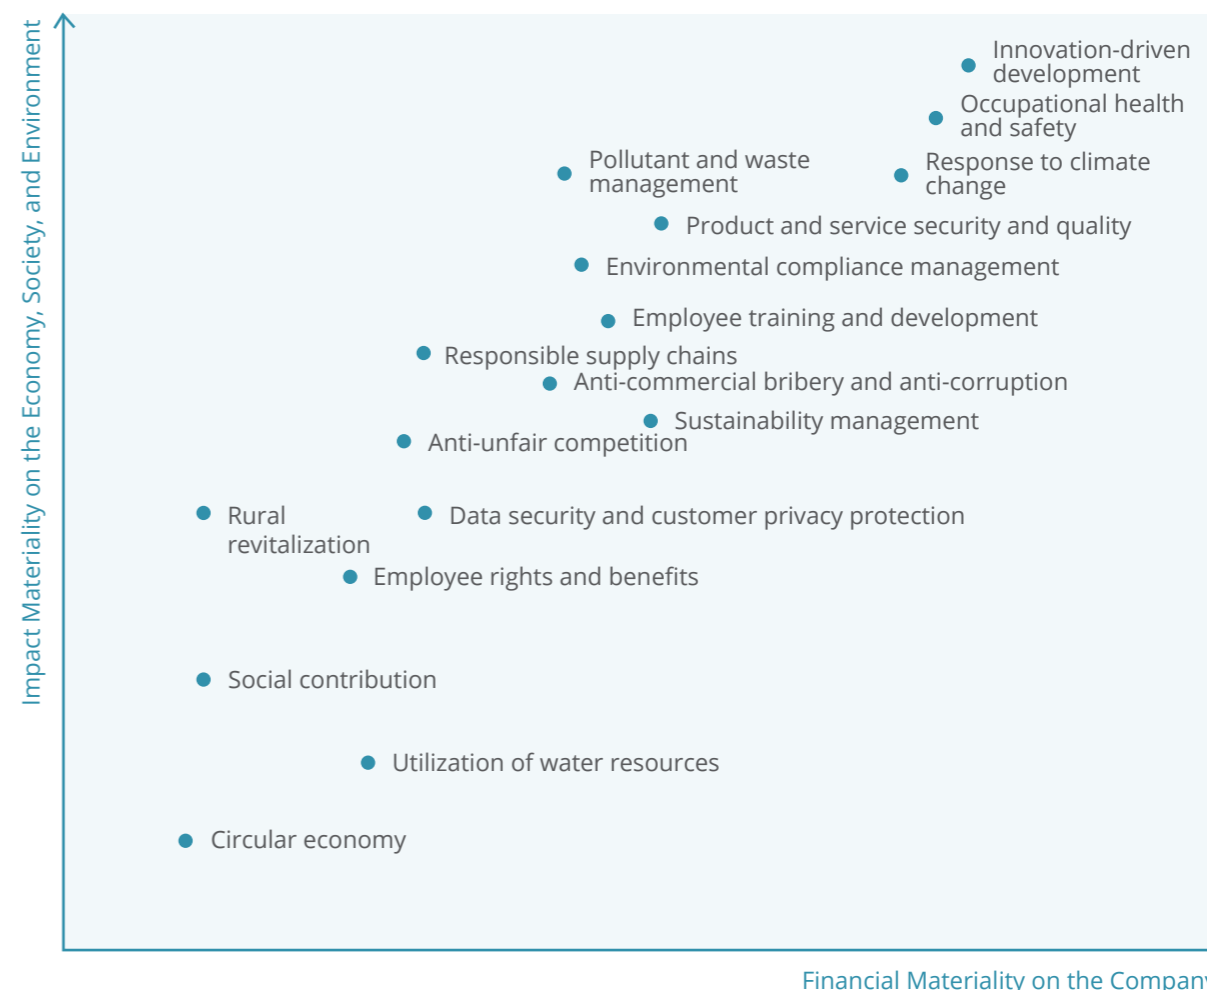 Impact Materiality on the Economy, Society, and Environment
Innovation-driven
development
Occupational health
and safety
Pollutant and waste
management
Response to climate
change
Product and service security and quality
Environmental compliance management
Employee training and development
Responsible supply chains
Anti-commercial bribery and anti-corruption
Sustainability management
Anti-unfair competition
Rural
revitalization
Data security and customer privacy protection
Employee rights and benefits
Social contribution
Utilization of water resources
Circular economy
Financial Materiality on the Company